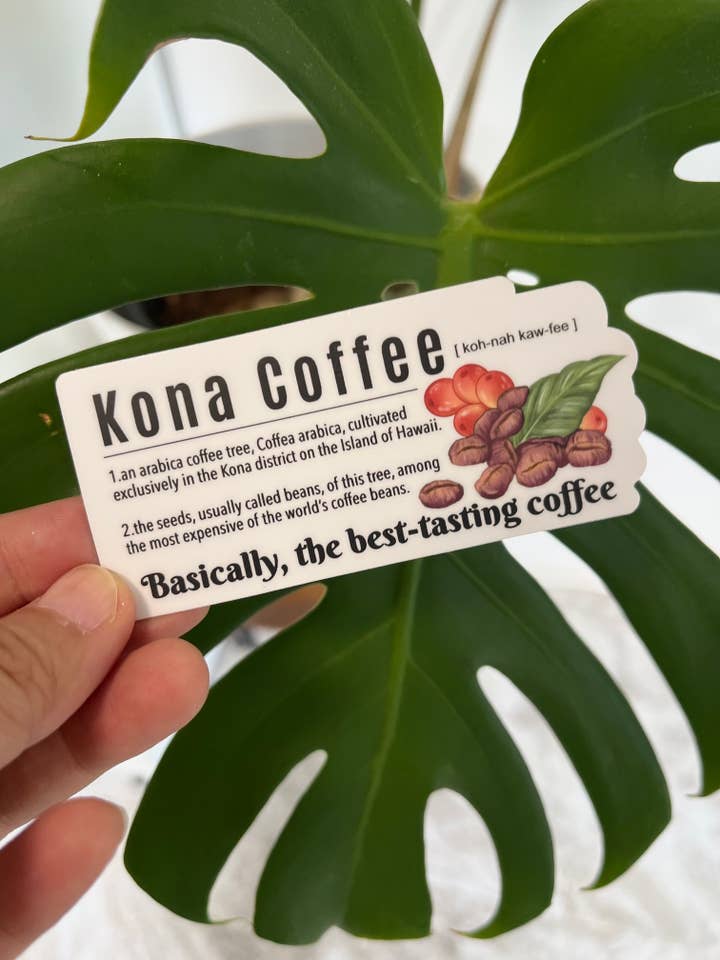 Kona Coffee [ koh-nah kaw-fee ]
1.an arabica coffee tree, Coffea arabica, cultivated
exclusively in the Kona district on the Island of Hawaii.
2.the seeds, usually called beans, of this tree, among
the most expensive of the world's coffee beans.
Basically, the best-tasting coffee